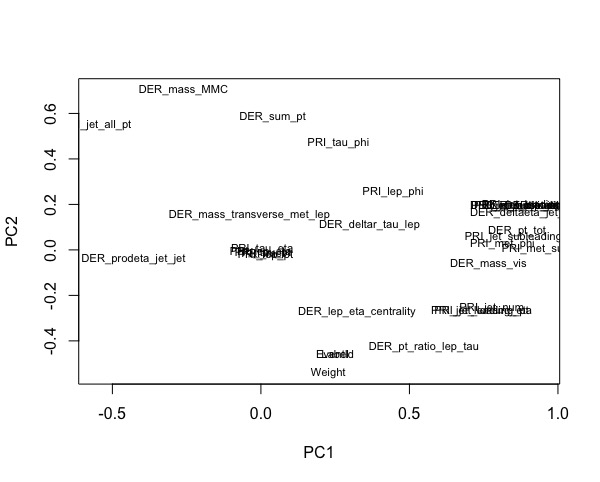 DER_mass_MMC
_jet_all_pt
DER_sum_pt
PRI_tau_phi
PRI_lep_phi
DER_mass_transverse_met_lep
DER_deltar_tau_lep
DER_deltaeta_jet_
DER_pt_tot
PRI_jet_subleading
PRI_met_phi
PRI_met_su
PRI_tau_eta
DER_prodeta_jet_jet
DER_mass_vis
DER_lep_eta_centrality
PRI_jet_num
DER_pt_ratio_lep_tau
Weight
PC2
-0.4
-0.2
0.0
0.2
0.4
0.6
-0.5
0.0
0.5
1.0
PC1